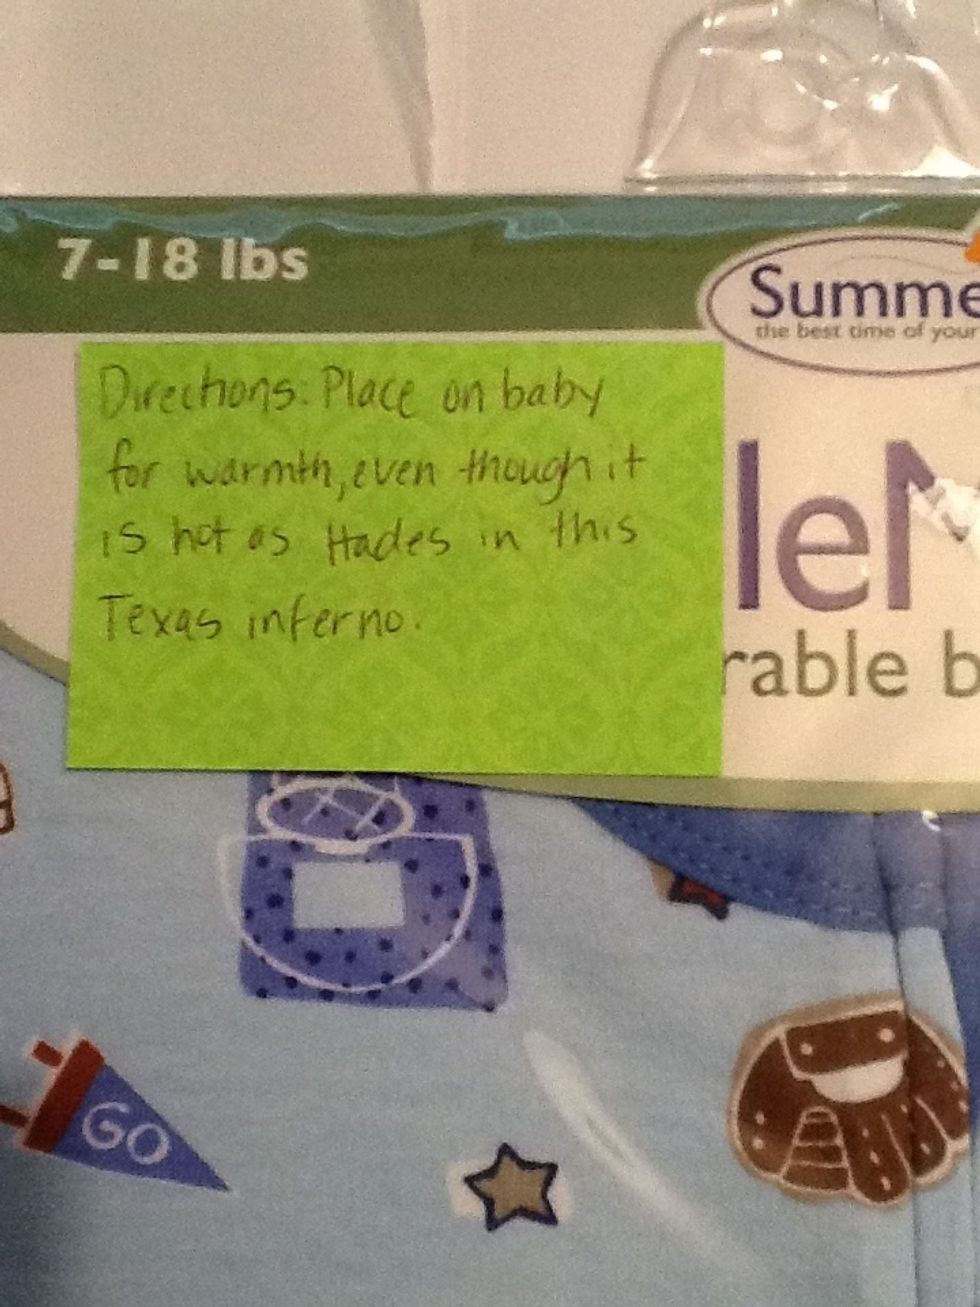 7-18 lbs
Summe
the best time of your
Directions: Place on baby
for warmth, even though it
is hot as Hades in this
Texas inferno.
leN
rable b
GO